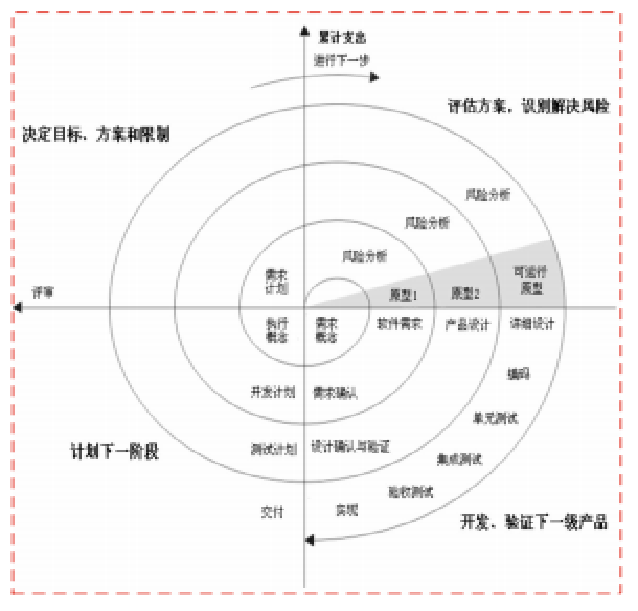 累计支出
进行下一步
评估方案、识别解决风险
决定目标、方案和限制
风险分析
风险分析
风险分析
需求
计划
可运行
原型
原型1
原型2
评审
执行
概念
需求
概念
软件需求
产品设计
详细设计
编码
开发计划
需求确认
单元测试
计划下一阶段
测试计划
设计确认与验证
集成测试
验收测试
交付
实现
开发、验证下一级产品